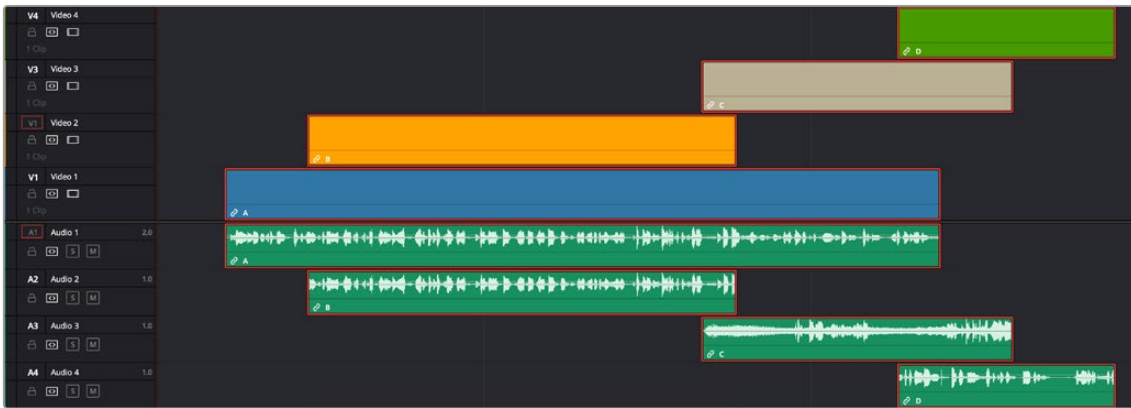 V4 Video 4
1 Clip
D
V3 Video 3
1 Clip
C
V1 Video 2
1 Clip
B
V1 Video 1
1 Clip
A
A1 Audio 1 2.0
S M
A
A2 Audio 2 1.0
S M
B
A3 Audio 3 1.0
S M
C
A4 Audio 4 1.0
S M
D